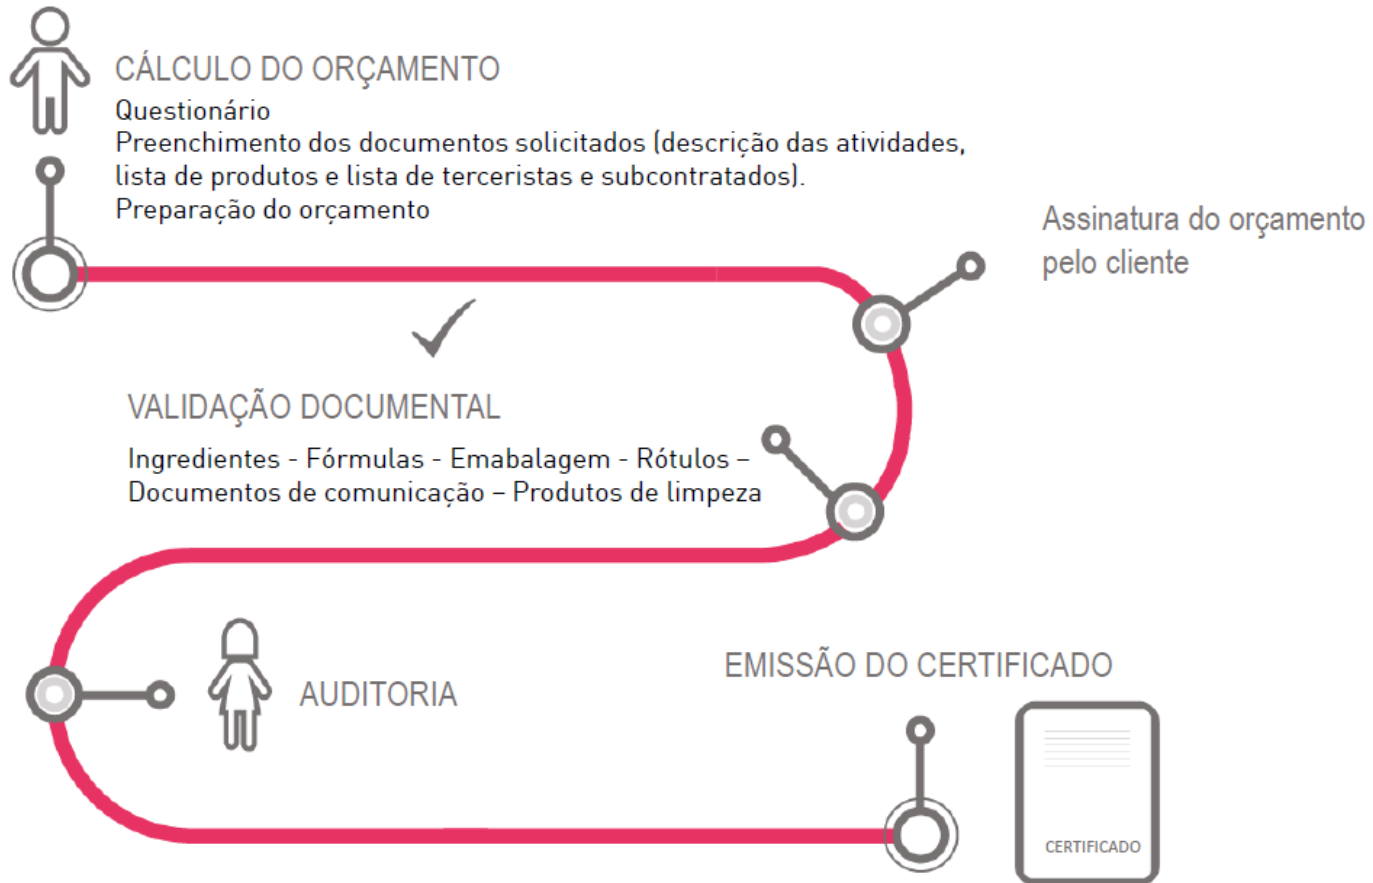 CÁLCULO DO ORÇAMENTO
Questionário
Preenchimento dos documentos solicitados (descrição das atividades,
lista de produtos e lista de terceristas e subcontratados).
Preparação do orçamento
Assinatura do orçamento
pelo cliente
VALIDAÇÃO DOCUMENTAL
Ingredientes - Fórmulas - Emabalagem - Rótulos –
Documentos de comunicação – Produtos de limpeza
AUDITORIA
EMISSÃO DO CERTIFICADO
CERTIFICADO